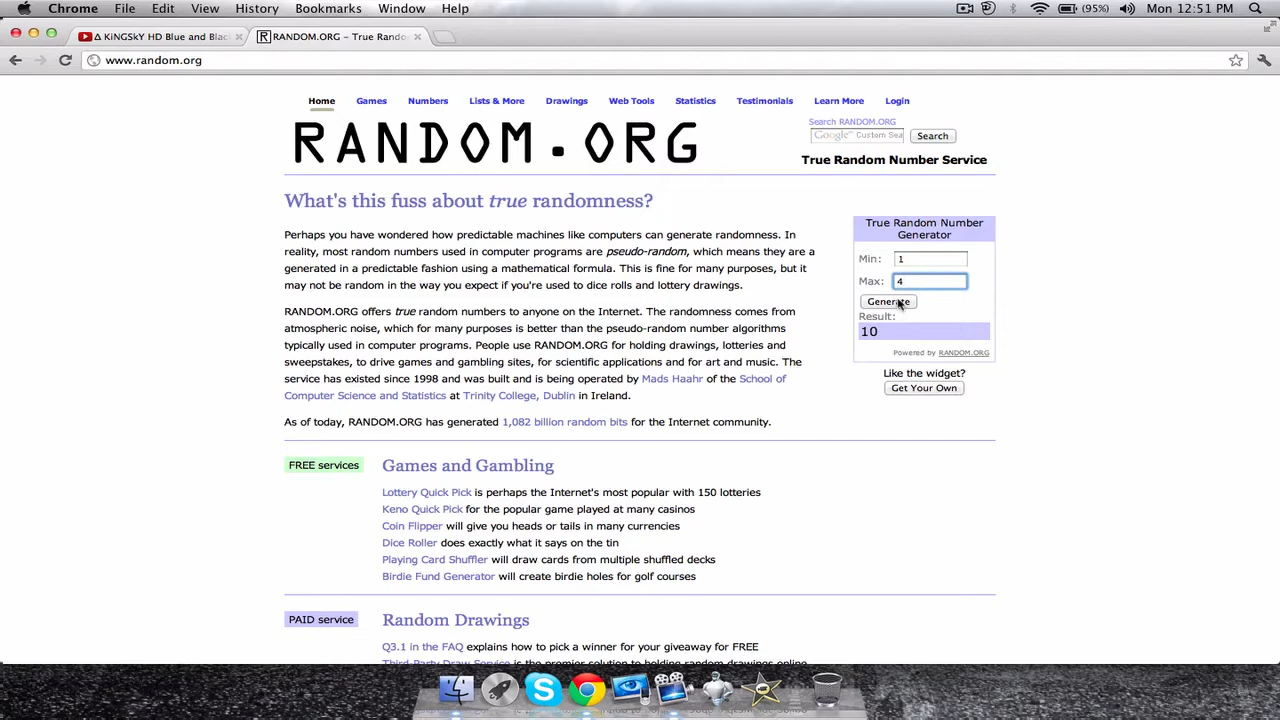 Chrome File Edit View History Bookmarks Window Help (95%) Mon 12:51 PM
Δ KiNGSkY HD Blue and Blac
RANDOM.ORG - True Rando
www.random.org
Home Games Numbers Lists & More Drawings Web Tools Statistics Testimonials Learn More Login
RANDOM.ORG
Search RANDOM.ORG
Google™ Custom Sea Search
True Random Number Service
What's this fuss about true randomness?
Perhaps you have wondered how predictable machines like computers can generate randomness. In
reality, most random numbers used in computer programs are pseudo-random, which means they are
generated in a predictable fashion using a mathematical formula. This is fine for many purposes, but it
may not be random in the way you expect if you're used to dice rolls and lottery drawings.
RANDOM.ORG offers true random numbers to anyone on the Internet. The randomness comes from
atmospheric noise, which for many purposes is better than the pseudo-random number algorithms
typically used in computer programs. People use RANDOM.ORG for holding drawings, lotteries and
sweepstakes, to drive games and gambling sites, for scientific applications and for art and music. The
service has existed since 1998 and was built and is being operated by Mads Haahr of the School of
Computer Science and Statistics at Trinity College, Dublin in Ireland.
As of today, RANDOM.ORG has generated 1,082 billion random bits for the Internet community.
True Random Number
Generator
Min: 1
Max: 4
Generate
Result:
10
Powered by RANDOM.ORG
Like the widget?
Get Your Own
FREE services
Games and Gambling
Lottery Quick Pick is perhaps the Internet's most popular with 150 lotteries
Keno Quick Pick for the popular game played at many casinos
Coin Flipper will give you heads or tails in many currencies
Dice Roller does exactly what it says on the tin
Playing Card Shuffler will draw cards from multiple shuffled decks
Birdie Fund Generator will create birdie holes for golf courses
PAID service
Random Drawings
Q3.1 in the FAQ explains how to pick a winner for your giveaway for FREE
Third-Party Draw Service is the premier solution to holding random drawings online